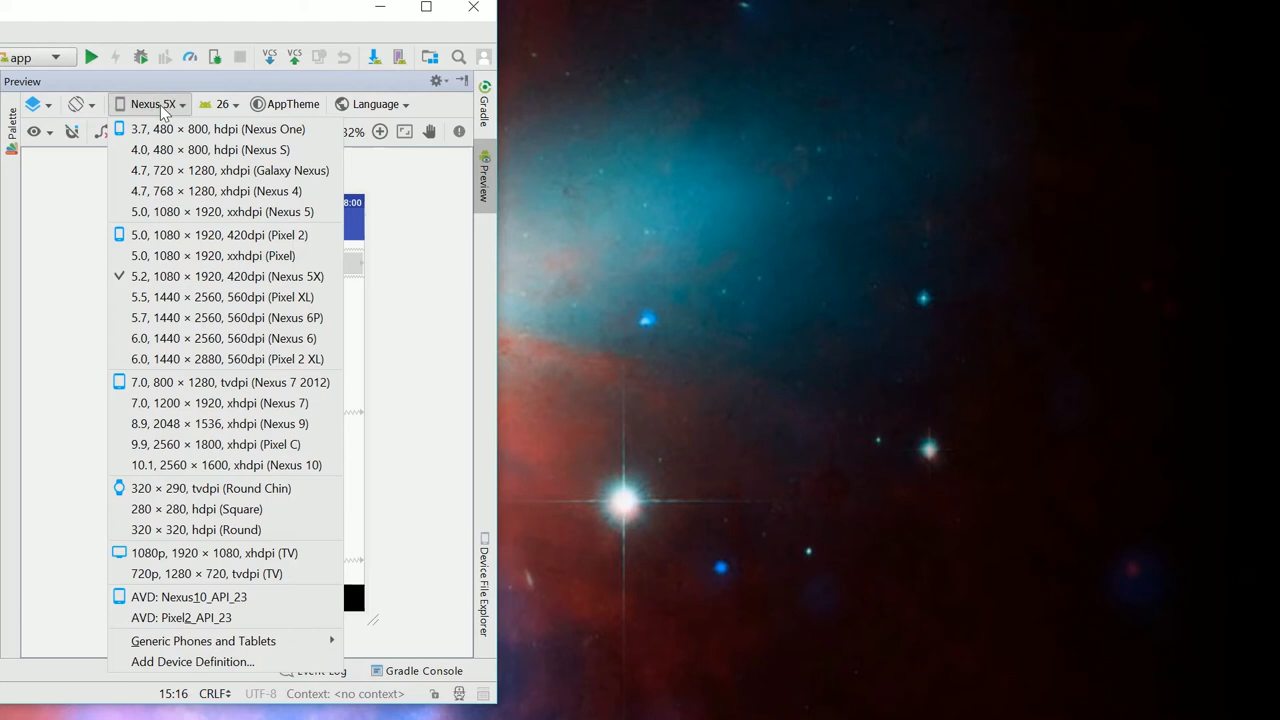 app
Preview
Nexus 5X
26
AppTheme
Language
32%
3.7, 480 × 800, hdpi (Nexus One)
4.0, 480 × 800, hdpi (Nexus S)
4.7, 720 × 1280, xhdpi (Galaxy Nexus)
4.7, 768 × 1280, xhdpi (Nexus 4)
5.0, 1080 × 1920, xxhdpi (Nexus 5)
5.0, 1080 × 1920, 420dpi (Pixel 2)
5.0, 1080 × 1920, xxhdpi (Pixel)
5.2, 1080 × 1920, 420dpi (Nexus 5X)
5.5, 1440 × 2560, 560dpi (Pixel XL)
5.7, 1440 × 2560, 560dpi (Nexus 6P)
6.0, 1440 × 2560, 560dpi (Nexus 6)
6.0, 1440 × 2880, 560dpi (Pixel 2 XL)
7.0, 800 × 1280, tvdpi (Nexus 7 2012)
7.0, 1200 × 1920, xhdpi (Nexus 7)
8.9, 2048 × 1536, xhdpi (Nexus 9)
9.9, 2560 × 1800, xhdpi (Pixel C)
10.1, 2560 × 1600, xhdpi (Nexus 10)
320 × 290, tvdpi (Round Chin)
280 × 280, hdpi (Square)
320 × 320, hdpi (Round)
1080p, 1920 × 1080, xhdpi (TV)
720p, 1280 × 720, tvdpi (TV)
AVD: Nexus10_API_23
AVD: Pixel2_API_23
Generic Phones and Tablets
Add Device Definition...
8:00
Palette
Gradle
Preview
Device File Explorer
Event Log
Gradle Console
15:16
CRLF
UTF-8
Context: <no context>
VCS
VCS